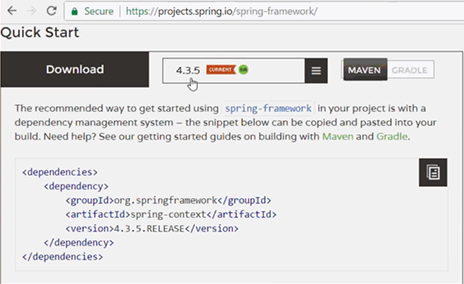 Secure https://projects.spring.io/spring-framework/
Quick Start
Download 4.3.5 CURRENT GA MAVEN GRADLE
The recommended way to get started using spring-framework in your project is with a
dependency management system – the snippet below can be copied and pasted into your
build. Need help? See our getting started guides on building with Maven and Gradle.
<dependencies>
<dependency>
<groupId>org.springframework</groupId>
<artifactId>spring-context</artifactId>
<version>4.3.5.RELEASE</version>
</dependency>
</dependencies>